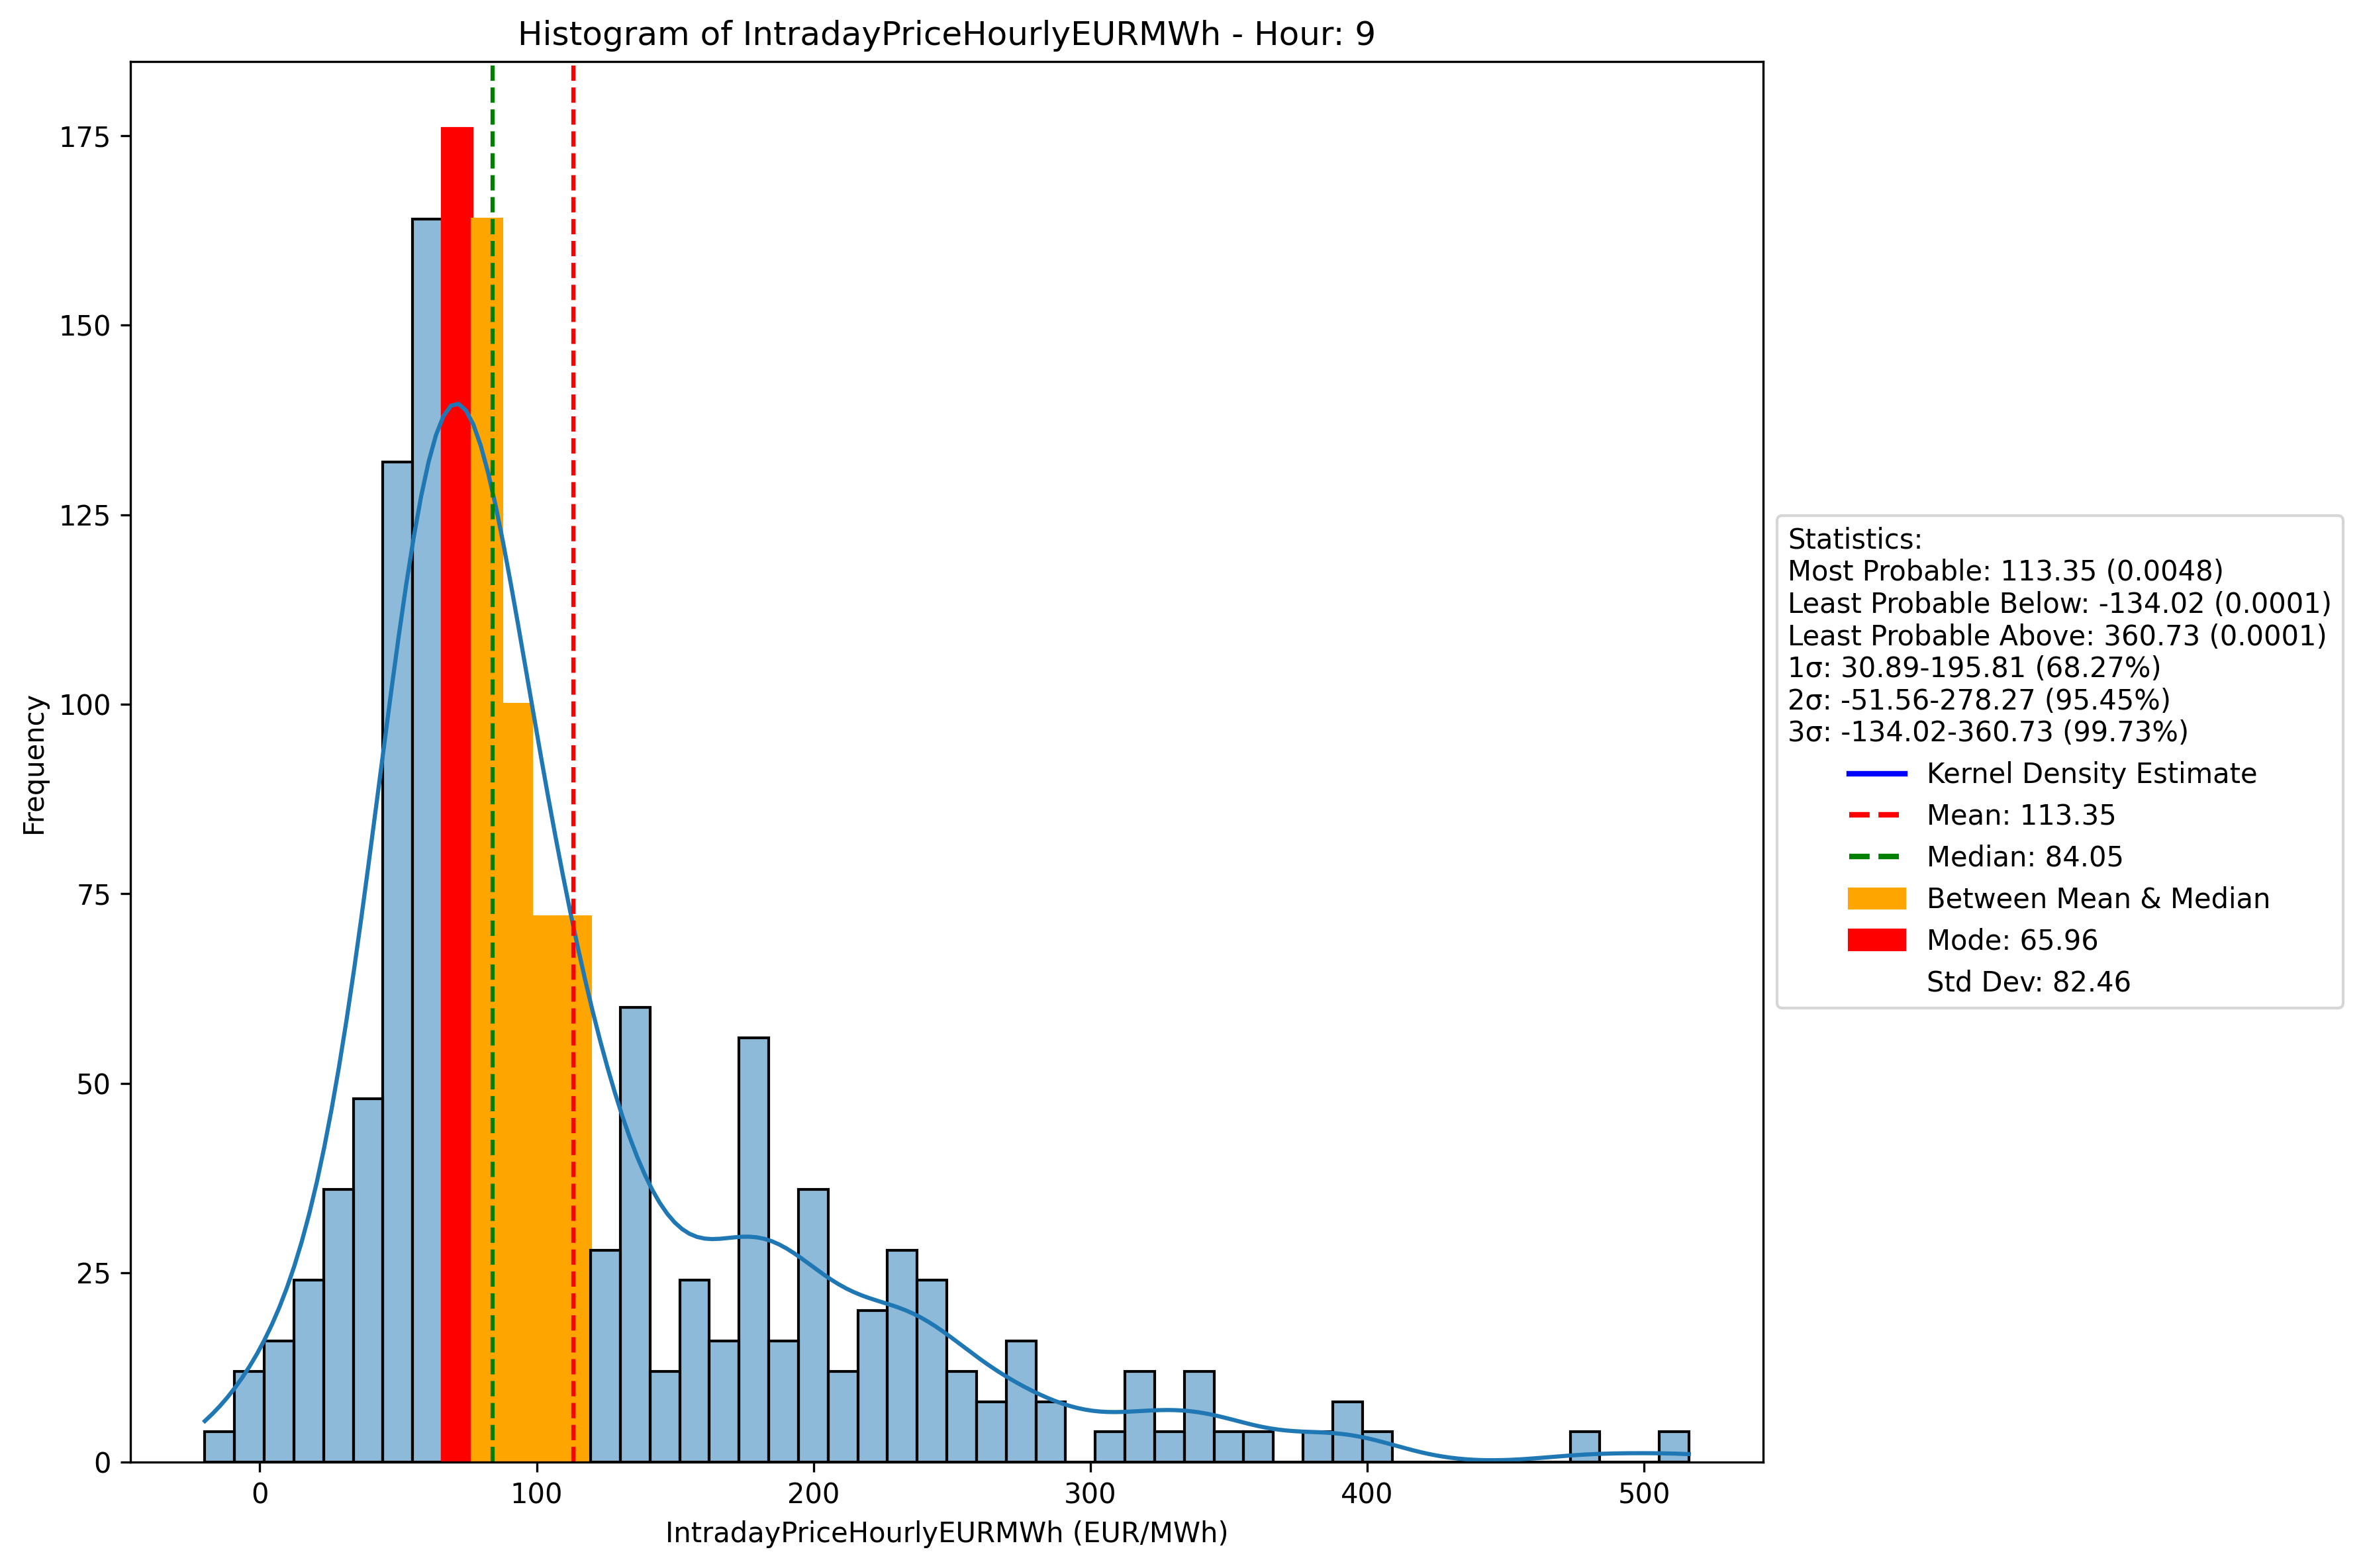 Histogram of IntradayPriceHourlyEURMWh - Hour: 9
175
150
125
100
75
50
25
0
Frequency
0 100 200 300 400 500
IntradayPriceHourlyEURMWh (EUR/MWh)
Statistics:
Most Probable: 113.35 (0.0048)
Least Probable Below: -134.02 (0.0001)
Least Probable Above: 360.73 (0.0001)
1σ: 30.89-195.81 (68.27%)
2σ: -51.56-278.27 (95.45%)
3σ: -134.02-360.73 (99.73%)
Kernel Density Estimate
Mean: 113.35
Median: 84.05
Between Mean & Median
Mode: 65.96
Std Dev: 82.46